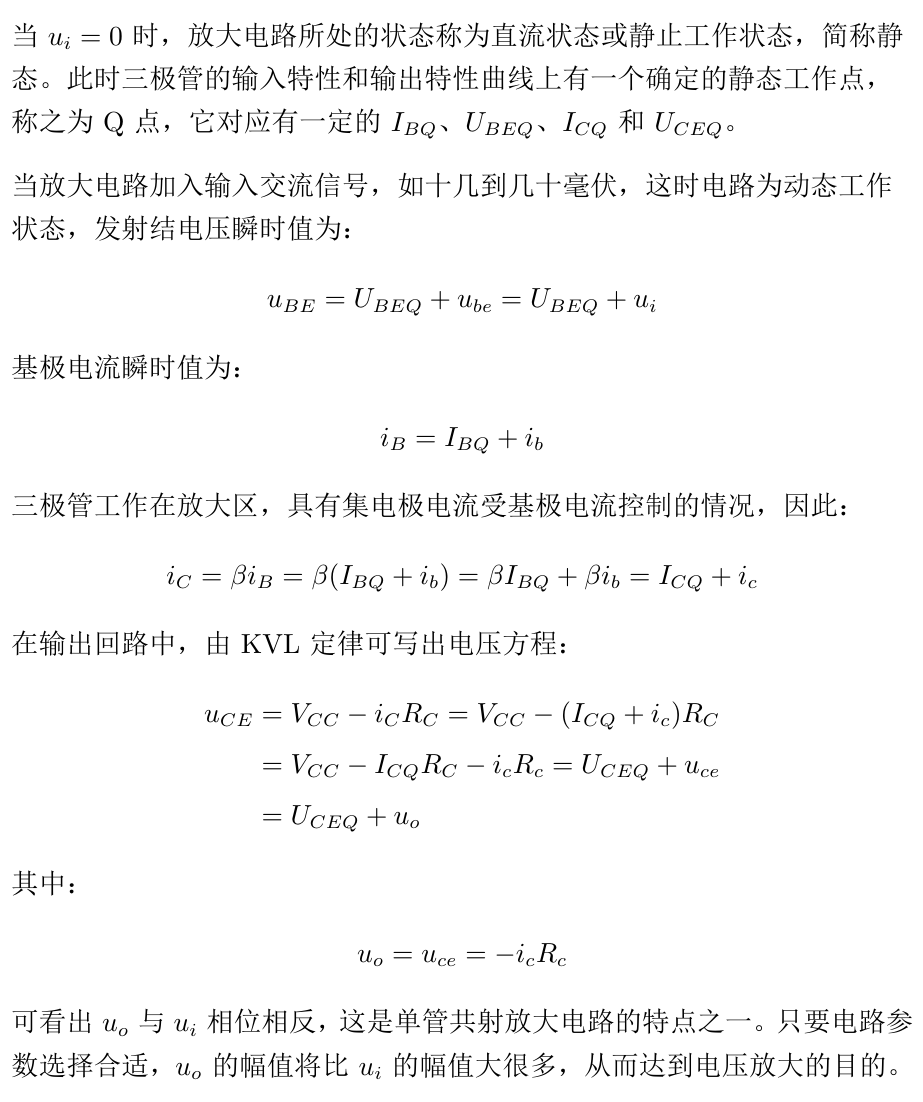 当 u_i = 0 时，放大电路所处的状态称为直流状态或静止工作状态，简称静
态。此时三极管的输入特性和输出特性曲线上有一个确定的静态工作点，
称之为 Q 点，它对应有一定的 I_{BQ}、U_{BEQ}、I_{CQ} 和 U_{CEQ}。
当放大电路加入输入交流信号，如十几到几十毫伏，这时电路为动态工作
状态，发射结电压瞬时值为：
u_{BE} = U_{BEQ} + u_{be} = U_{BEQ} + u_i
基极电流瞬时值为：
i_B = I_{BQ} + i_b
三极管工作在放大区，具有集电极电流受基极电流控制的情况，因此：
i_C = βi_B = β(I_{BQ} + i_b) = βI_{BQ} + βi_b = I_{CQ} + i_c
在输出回路中，由 KVL 定律可写出电压方程：
u_{CE} = V_{CC} − i_C R_C = V_{CC} − (I_{CQ} + i_c)R_C
= V_{CC} − I_{CQ}R_C − i_c R_c = U_{CEQ} + u_{ce}
= U_{CEQ} + u_o
其中：
u_o = u_{ce} = −i_c R_c
可看出 u_o 与 u_i 相位相反，这是单管共射放大电路的特点之一。只要电路参
数选择合适，u_o 的幅值将比 u_i 的幅值大很多，从而达到电压放大的目的。